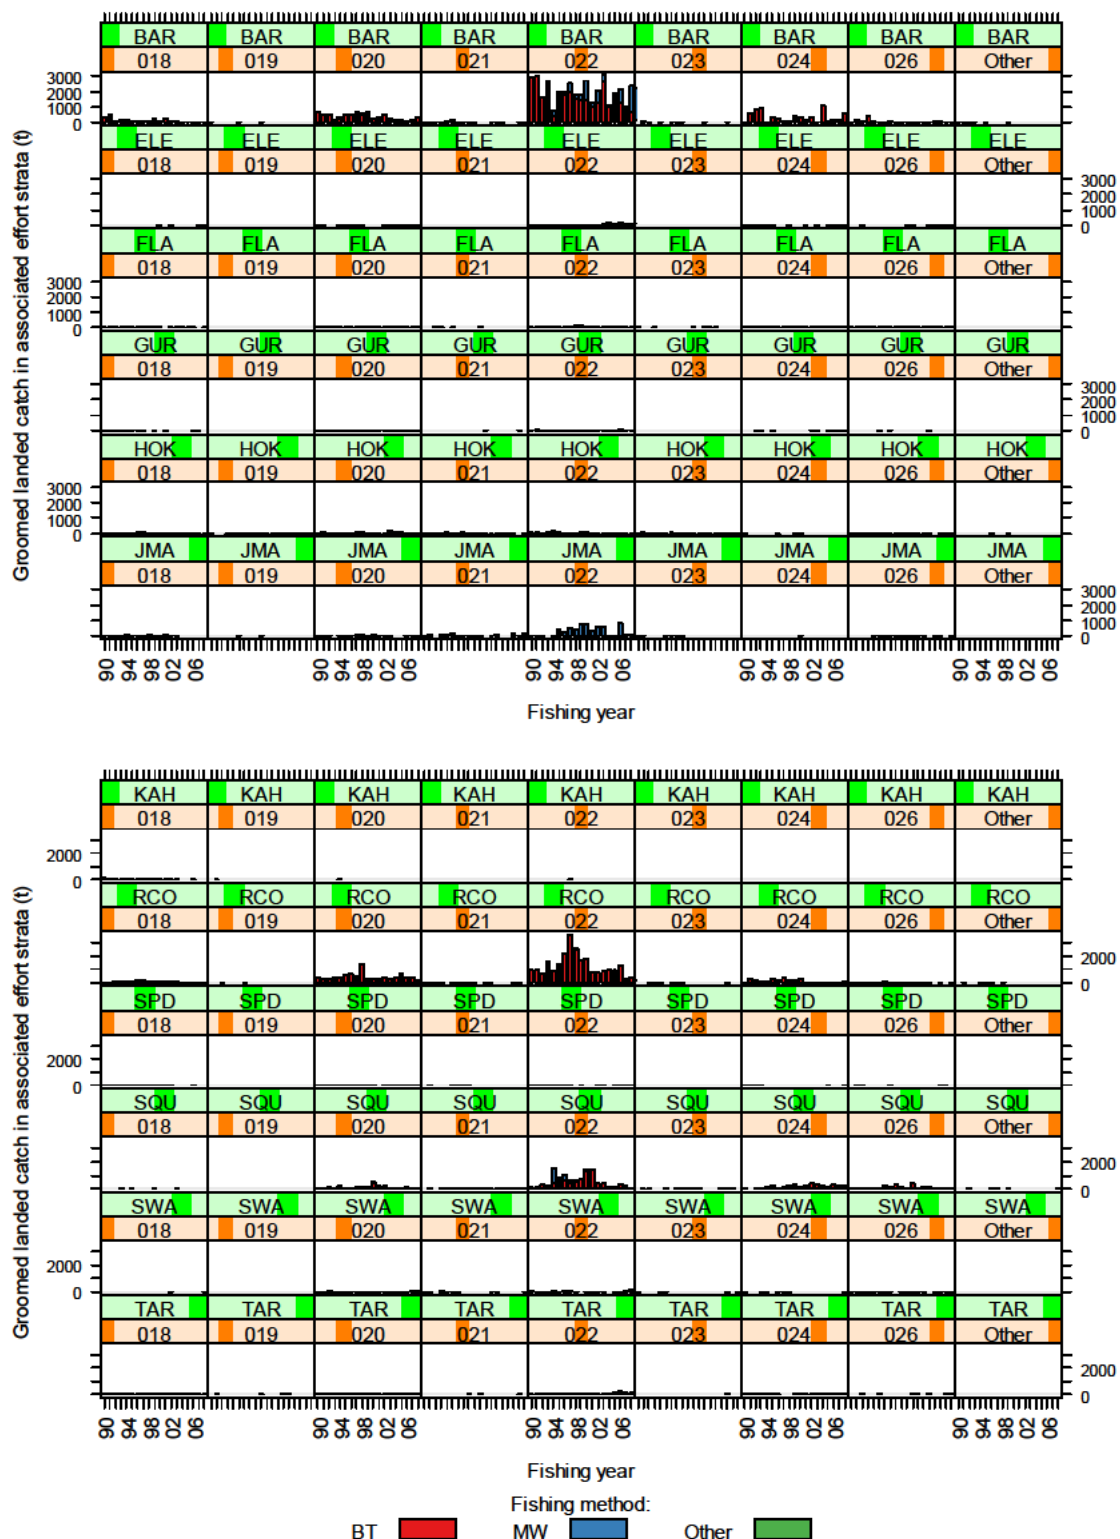 BAR BAR BAR BAR BAR BAR BAR BAR BAR
018 019 020 021 022 023 024 026 Other
3000
2000
1000
0
ELE ELE ELE ELE ELE ELE ELE ELE ELE
018 019 020 021 022 023 024 026 Other
3000
2000
1000
0
FLA FLA FLA FLA FLA FLA FLA FLA FLA
018 019 020 021 022 023 024 026 Other
3000
2000
1000
0
GUR GUR GUR GUR GUR GUR GUR GUR GUR
018 019 020 021 022 023 024 026 Other
3000
2000
1000
0
HOK HOK HOK HOK HOK HOK HOK HOK HOK
018 019 020 021 022 023 024 026 Other
3000
2000
1000
0
JMA JMA JMA JMA JMA JMA JMA JMA JMA
018 019 020 021 022 023 024 026 Other
3000
2000
1000
0
90 94 98 02 06 90 94 98 02 06 90 94 98 02 06 90 94 98 02 06 90 94 98 02 06
Groomed landed catch in associated effort strata (t)
Fishing year
KAH KAH KAH KAH KAH KAH KAH KAH KAH
018 019 020 021 022 023 024 026 Other
2000
0
RCO RCO RCO RCO RCO RCO RCO RCO RCO
018 019 020 021 022 023 024 026 Other
2000
0
SPD SPD SPD SPD SPD SPD SPD SPD SPD
018 019 020 021 022 023 024 026 Other
2000
0
SQU SQU SQU SQU SQU SQU SQU SQU SQU
018 019 020 021 022 023 024 026 Other
2000
0
SWA SWA SWA SWA SWA SWA SWA SWA SWA
018 019 020 021 022 023 024 026 Other
2000
0
TAR TAR TAR TAR TAR TAR TAR TAR TAR
018 019 020 021 022 023 024 026 Other
2000
0
90 94 98 02 06 90 94 98 02 06 90 94 98 02 06 90 94 98 02 06 90 94 98 02 06
Groomed landed catch in associated effort strata (t)
Fishing year
Fishing method:
BT MW Other